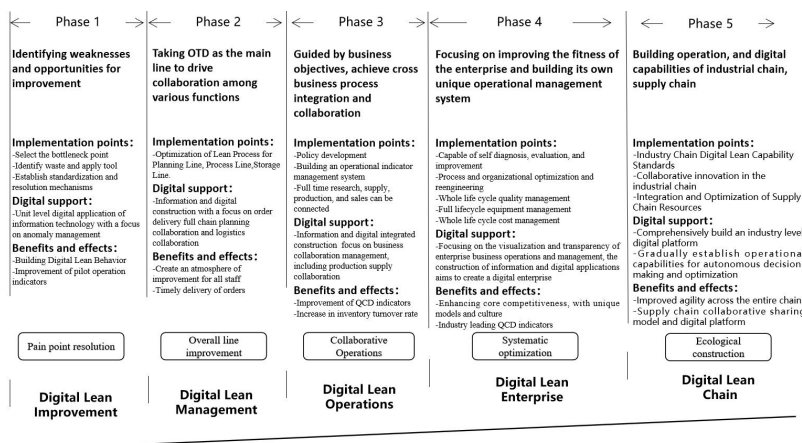 Phase 1
Identifying weaknesses
and opportunities for
improvement
Implementation points：
-Select the bottleneck point
-Identify waste and apply tool
-Establish standardization and
resolution mechanisms
Digital support：
-Unit level digital application of
information technology with a focus
on anomaly management
Benefits and effects：
-Building Digital Lean Behavior
-Improvement of pilot operation
indicators
Pain point resolution
Digital Lean
Improvement
Phase 2
Taking OTD as the main
line to drive
collaboration among
various functions
Implementation points：
-Optimization of Lean Process for
Planning Line, Process Line,Storage
Line.
Digital support：
-Information and digital
construction with a focus on order
delivery full chain planning
collaboration and logistics
collaboration
Benefits and effects：
-Create an atmosphere of
improvement for all staff
-Timely delivery of orders
Overall line
improvement
Digital Lean
Management
Phase 3
Guided by business
objectives, achieve cross
business process
integration and
collaboration
Implementation points：
-Policy development
-Building an operational indicator
management system
-Full time research, supply,
production, and sales can be
connected
Digital support：
-Information and digital integrated
construction focus on business
collaboration management,
including production supply
collaboration
Benefits and effects：
-Improvement of QCD indicators
-Increase in inventory turnover rate
Collaborative
Operations
Digital Lean
Operations
Phase 4
Focusing on improving the fitness of
the enterprise and building its own
unique operational management
system
Implementation points：
-Capable of self diagnosis, evaluation, and
improvement
-Process and organizational optimization and
reengineering
-Whole life cycle quality management
-Full lifecycle equipment management
-Whole life cycle cost management
Digital support：
-Focusing on the visualization and transparency of
enterprise business operations and management, the
construction of information and digital applications
aims to create a digital enterprise
Benefits and effects：
-Enhancing core competitiveness, with unique
models and culture
-Industry leading QCD indicators
Systematic
optimization
Digital Lean
Enterprise
Phase 5
Building operation, and digital
capabilities of industrial chain,
supply chain
Implementation points：
-Industry Chain Digital Lean Capability
Standards
-Collaborative innovation in the
industrial chain
-Integration and Optimization of Supply
Chain Resources
Digital support：
-Comprehensively build an industry level
digital platform
-Gradually establish operationa
capabilities for autonomous decision
making and optimization
Benefits and effects：
-Improved agility across the entire chain
-Supply chain collaborative sharing
model and digital platform
Ecological
construction
Digital Lean
Chain